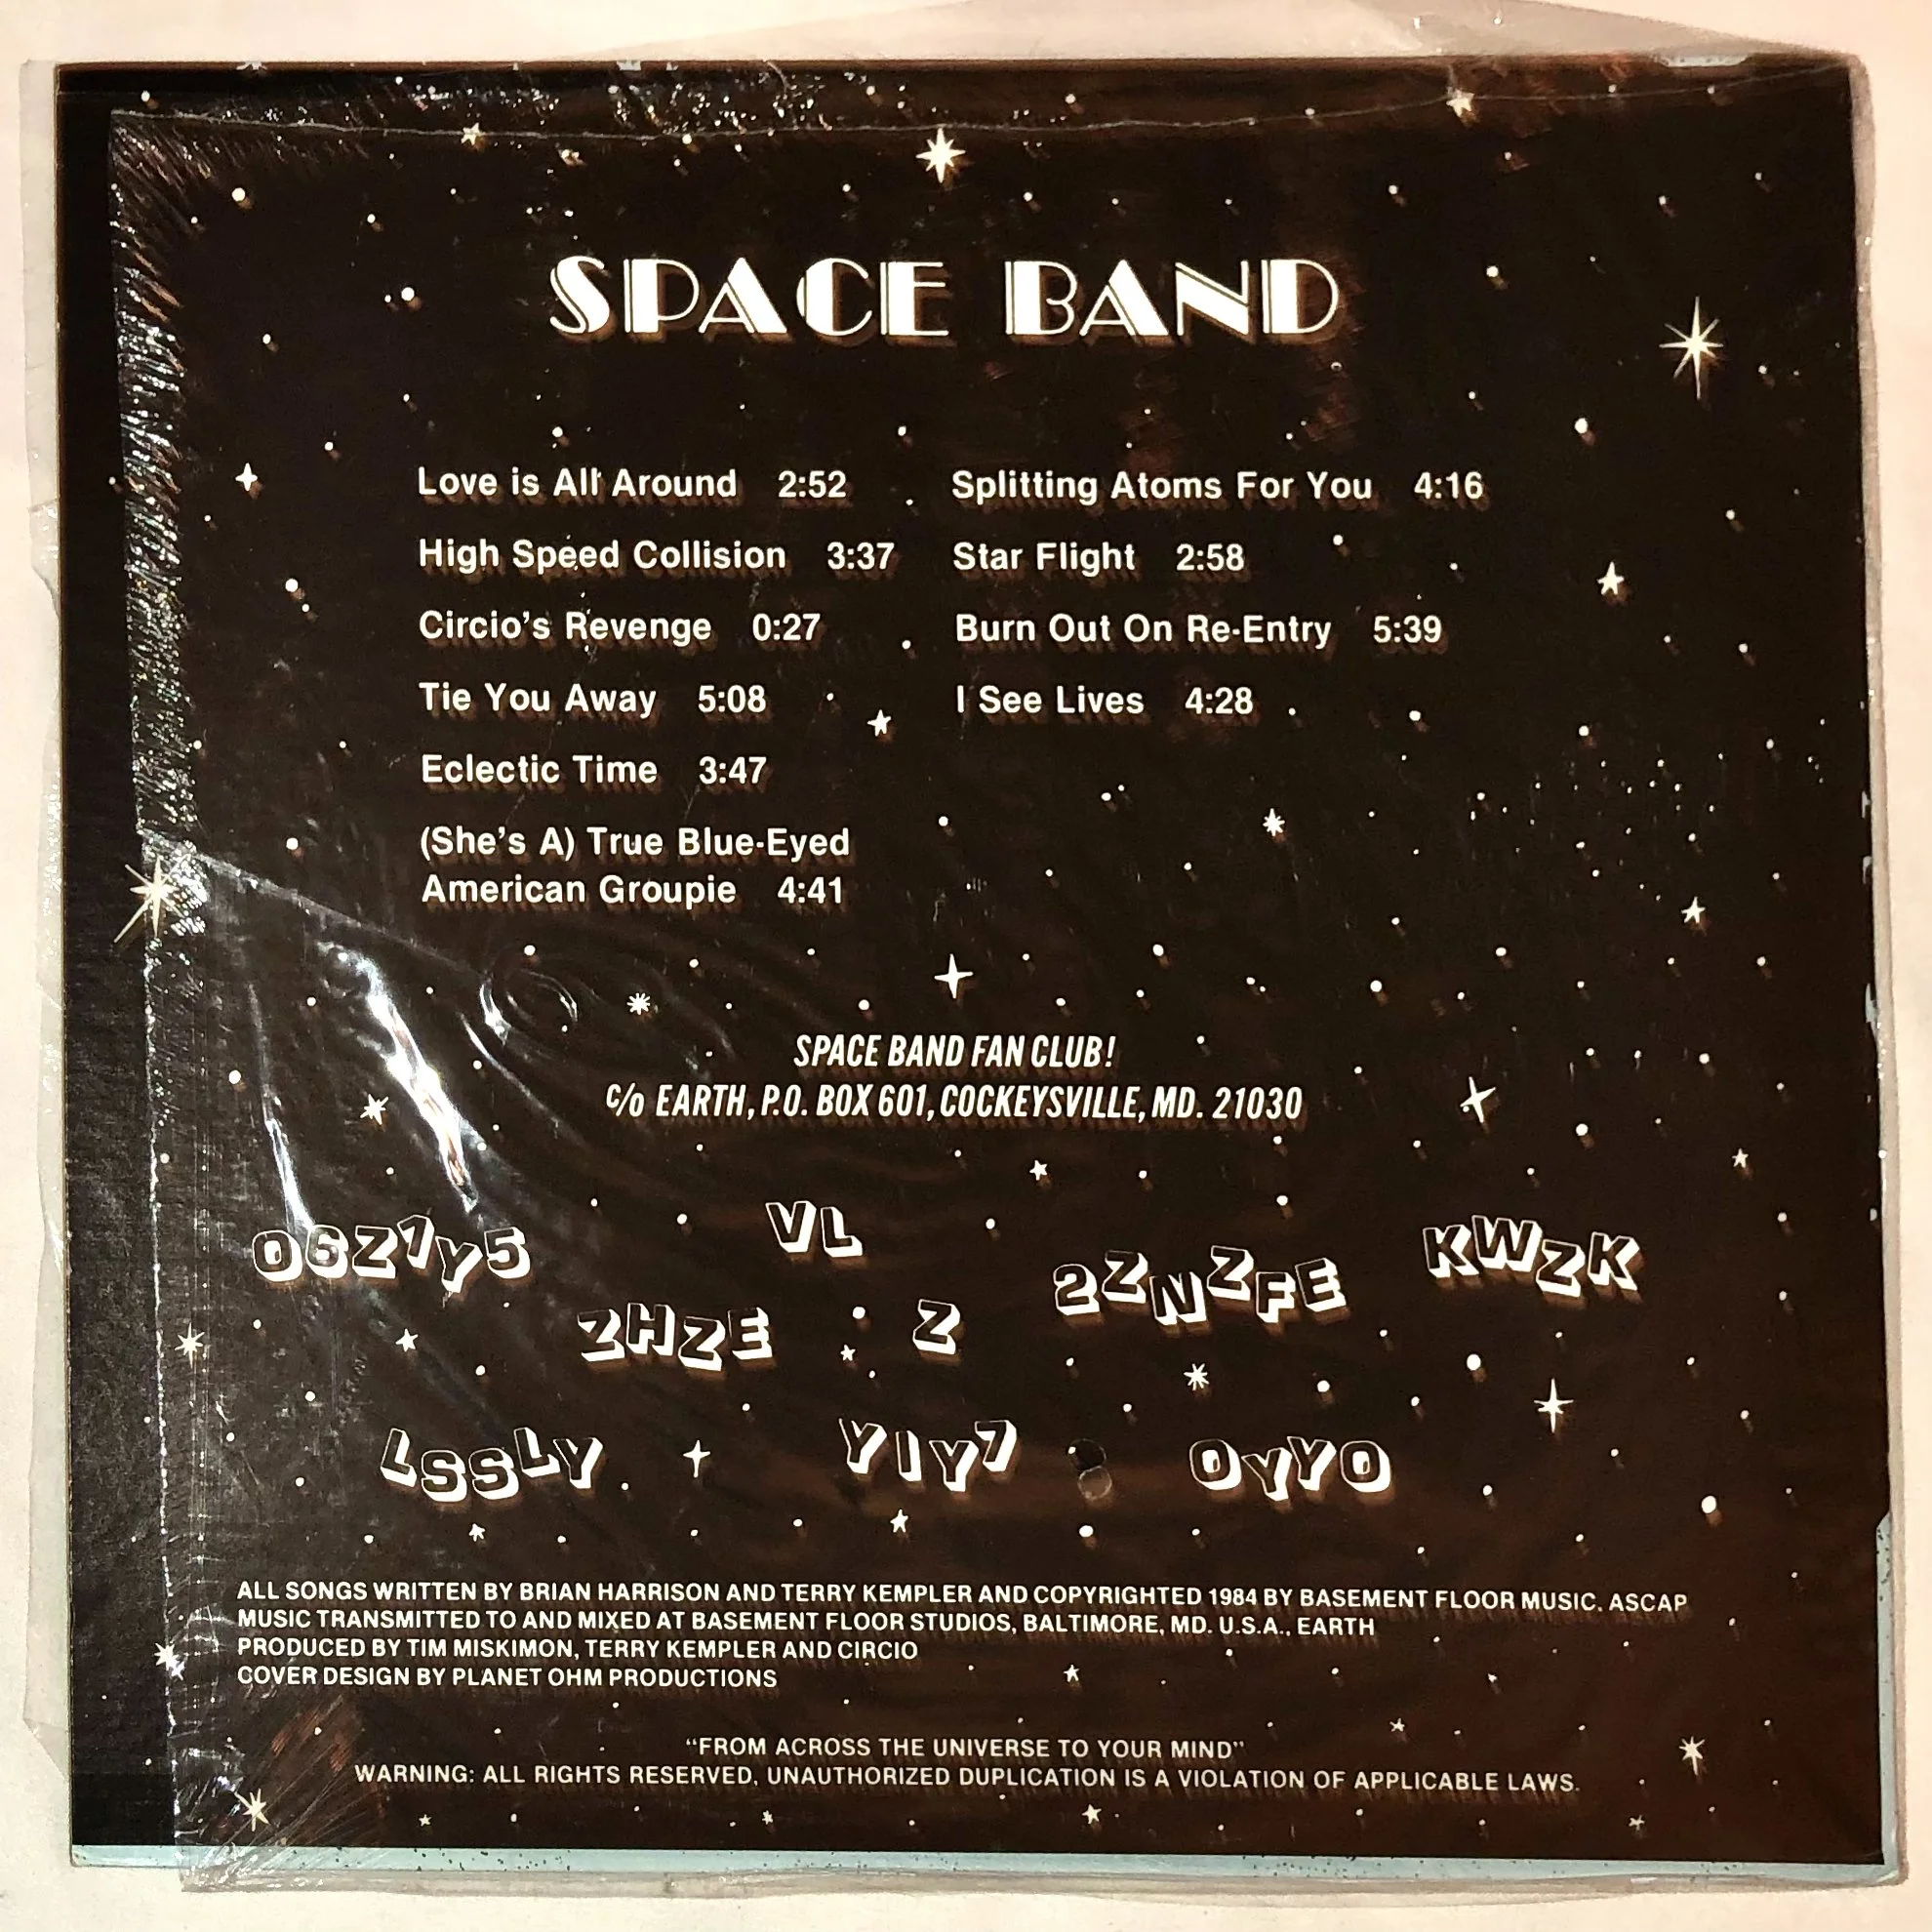 SPACE BAND
Love is All Around 2:52
High Speed Collision 3:37
Circio's Revenge 0:27
Tie You Away 5:08
Eclectic Time 3:47
(She's A) True Blue-Eyed
American Groupie 4:41
Splitting Atoms For You 4:16
Star Flight 2:58
Burn Out On Re-Entry 5:39
I See Lives 4:28
SPACE BAND FAN CLUB!
C/O EARTH, P.O. BOX 601, COCKEYSVILLE, MD. 21030
06Z1Y5 VL 2ZNZFE KWZK
ZHZE Z
LSSLY YIY7 OYYO
ALL SONGS WRITTEN BY BRIAN HARRISON AND TERRY KEMPLER AND COPYRIGHTED 1984 BY BASEMENT FLOOR MUSIC. ASCAP
MUSIC TRANSMITTED TO AND MIXED AT BASEMENT FLOOR STUDIOS, BALTIMORE, MD. U.S.A., EARTH
PRODUCED BY TIM MISKIMON, TERRY KEMPLER AND CIRCIO
COVER DESIGN BY PLANET OHM PRODUCTIONS
"FROM ACROSS THE UNIVERSE TO YOUR MIND"
WARNING: ALL RIGHTS RESERVED, UNAUTHORIZED DUPLICATION IS A VIOLATION OF APPLICABLE LAWS.